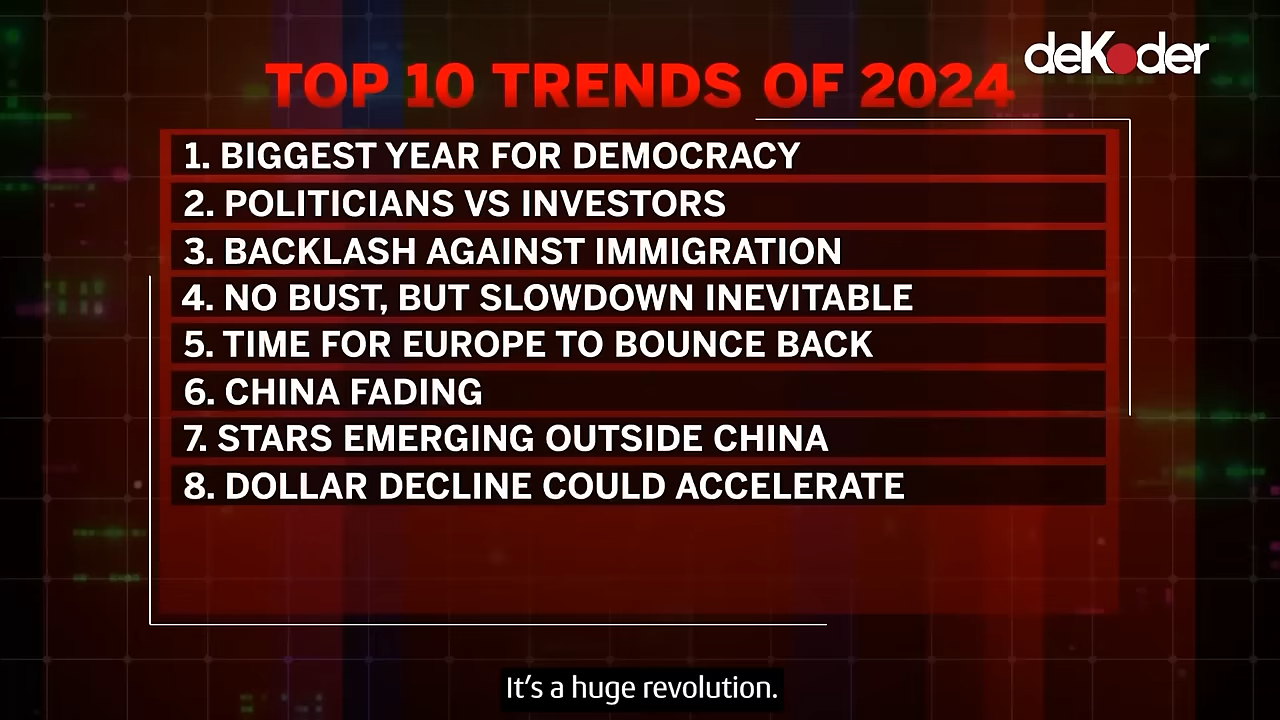 deKoder
TOP 10 TRENDS OF 2024
1. BIGGEST YEAR FOR DEMOCRACY
2. POLITICIANS VS INVESTORS
3. BACKLASH AGAINST IMMIGRATION
4. NO BUST, BUT SLOWDOWN INEVITABLE
5. TIME FOR EUROPE TO BOUNCE BACK
6. CHINA FADING
7. STARS EMERGING OUTSIDE CHINA
8. DOLLAR DECLINE COULD ACCELERATE
It's a huge revolution.